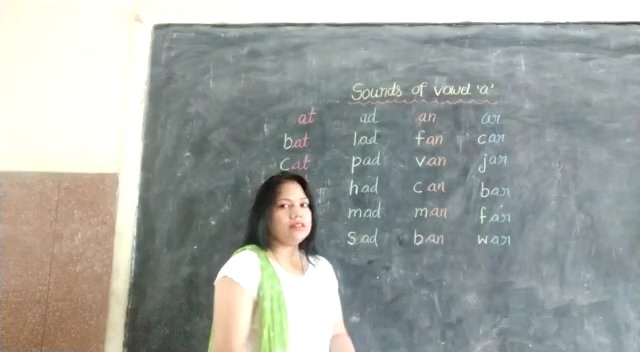 Sounds of vowel 'a'
at ad an ar
bat lad fan car
cat pad van jar
had can bar
mad man far
sad ban war